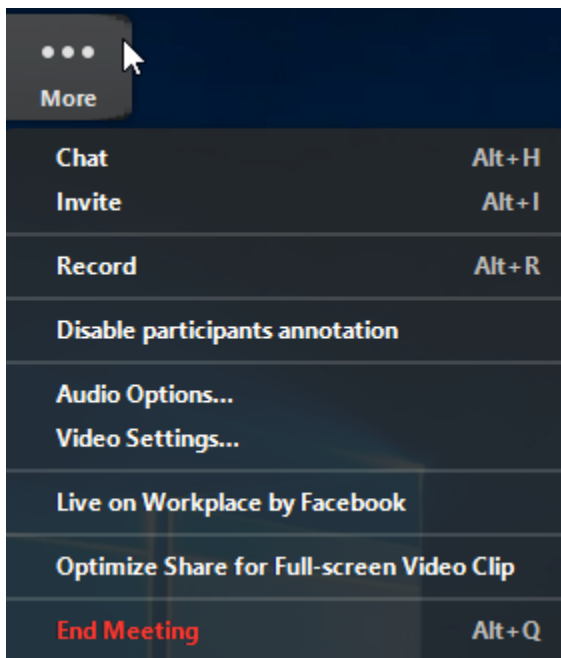 More
Chat Alt+H
Invite Alt+I
Record Alt+R
Disable participants annotation
Audio Options...
Video Settings...
Live on Workplace by Facebook
Optimize Share for Full-screen Video Clip
End Meeting Alt+Q